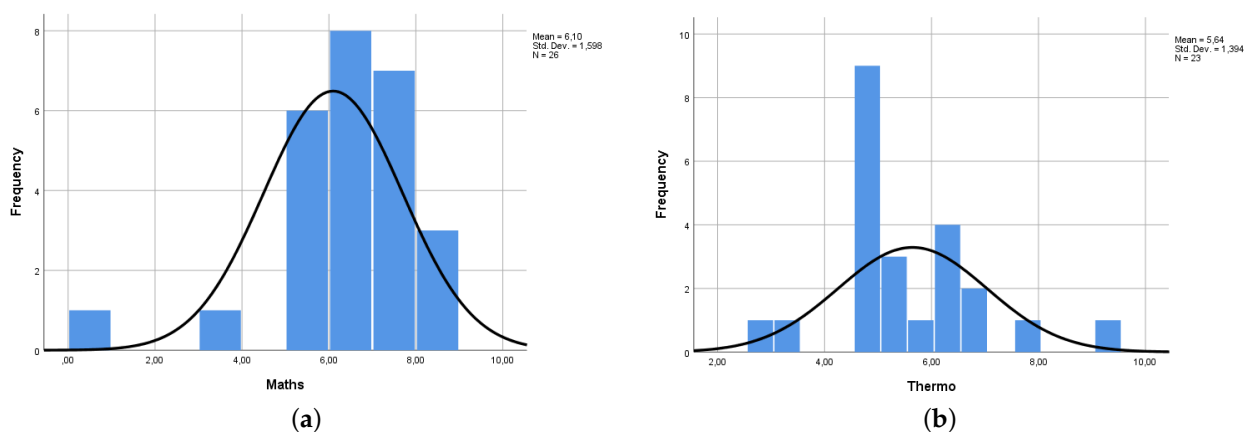 Mean = 6,10
Std. Dev. = 1,598
N = 26
Frequency
8
6
4
2
0
,00 2,00 4,00 6,00 8,00 10,00
Maths
(a)
Mean = 5,64
Std. Dev. = 1,394
N = 23
Frequency
10
8
6
4
2
0
2,00 4,00 6,00 8,00 10,00
Thermo
(b)